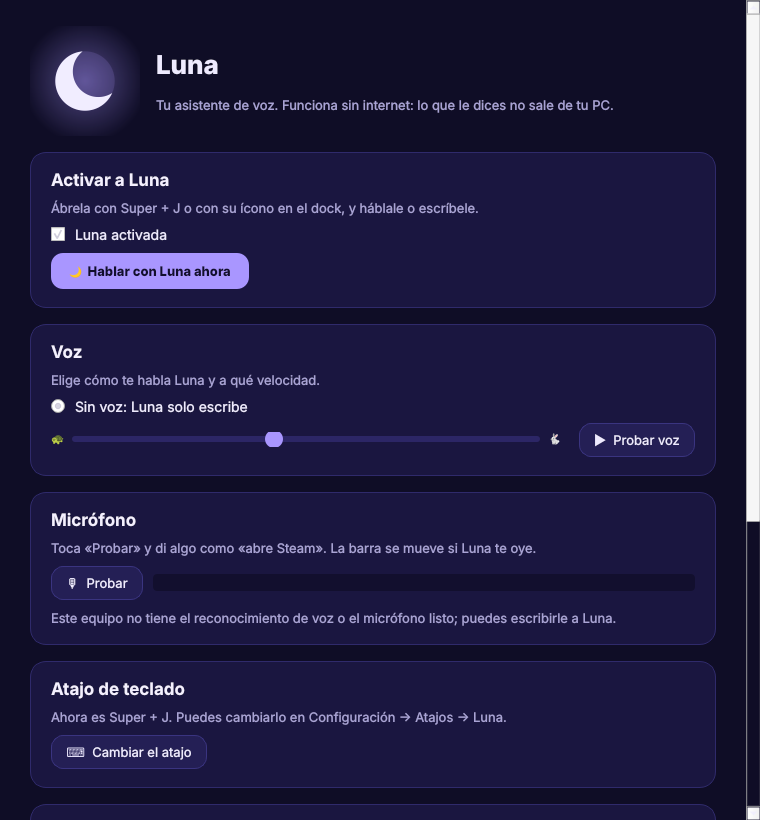 Luna
Tu asistente de voz. Funciona sin internet: lo que le dices no sale de tu PC.
Activar a Luna
Ábrela con Super + J o con su ícono en el dock, y háblale o escríbele.
Luna activada
🌙 Hablar con Luna ahora
Voz
Elige cómo te habla Luna y a qué velocidad.
Sin voz: Luna solo escribe
▶ Probar voz
Micrófono
Toca «Probar» y di algo como «abre Steam». La barra se mueve si Luna te oye.
🎙 Probar
Este equipo no tiene el reconocimiento de voz o el micrófono listo; puedes escribirle a Luna.
Atajo de teclado
Ahora es Super + J. Puedes cambiarlo en Configuración → Atajos → Luna.
⌨ Cambiar el atajo